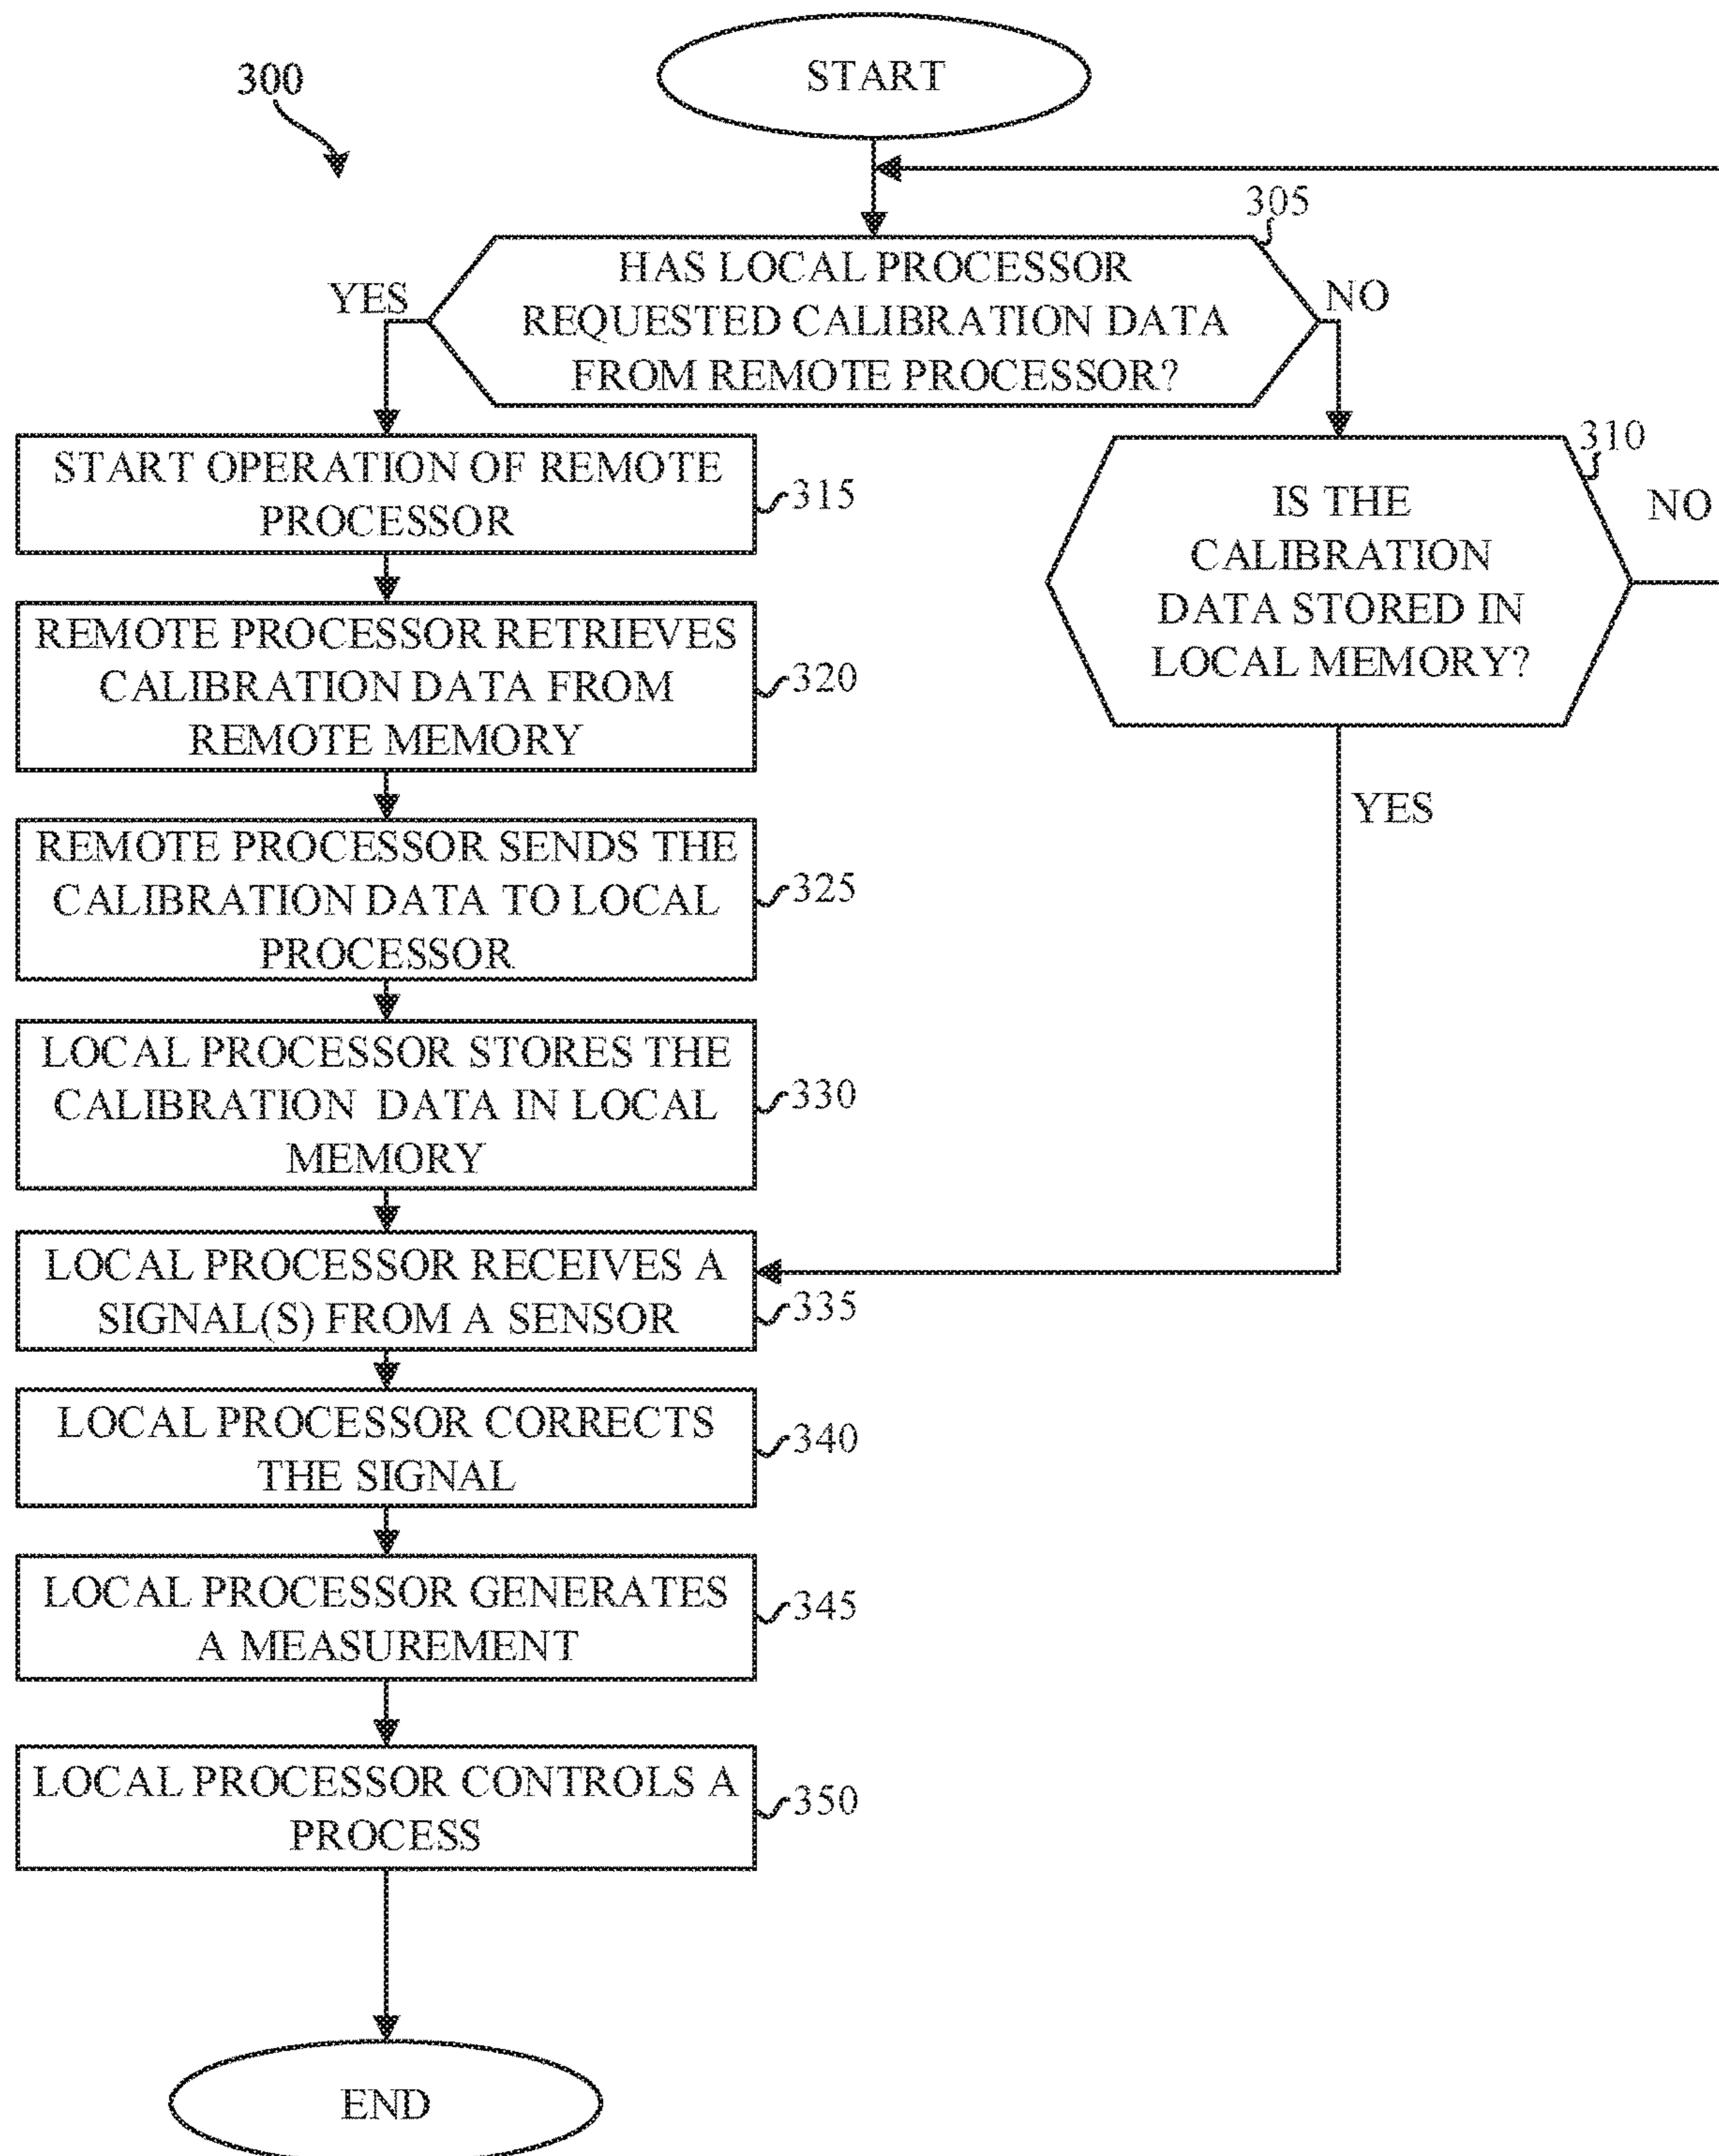 START
300
305
HAS LOCAL PROCESSOR
REQUESTED CALIBRATION DATA
FROM REMOTE PROCESSOR?
YES
NO
310
IS THE
CALIBRATION
DATA STORED IN
LOCAL MEMORY?
NO
YES
START OPERATION OF REMOTE
PROCESSOR
315
REMOTE PROCESSOR RETRIEVES
CALIBRATION DATA FROM
REMOTE MEMORY
320
REMOTE PROCESSOR SENDS THE
CALIBRATION DATA TO LOCAL
PROCESSOR
325
LOCAL PROCESSOR STORES THE
CALIBRATION DATA IN LOCAL
MEMORY
330
LOCAL PROCESSOR RECEIVES A
SIGNAL(S) FROM A SENSOR
335
LOCAL PROCESSOR CORRECTS
THE SIGNAL
340
LOCAL PROCESSOR GENERATES
A MEASUREMENT
345
LOCAL PROCESSOR CONTROLS A
PROCESS
350
END